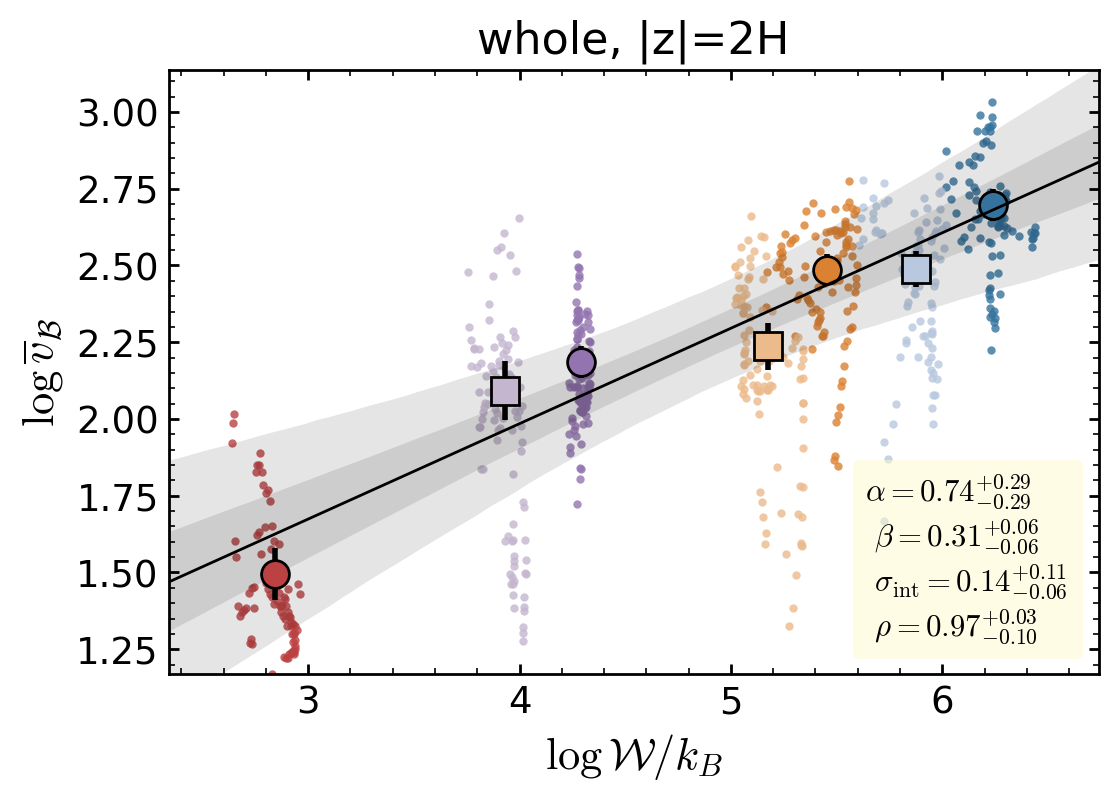 whole, |z|=2H
3.00
2.75
2.50
2.25
2.00
1.75
1.50
1.25
log v̅_ℬ
α = 0.74^{+0.29}_{−0.29}
β = 0.31^{+0.06}_{−0.06}
σ_int = 0.14^{+0.11}_{−0.06}
ρ = 0.97^{+0.03}_{−0.10}
3 4 5 6
log 𝒲/k_B